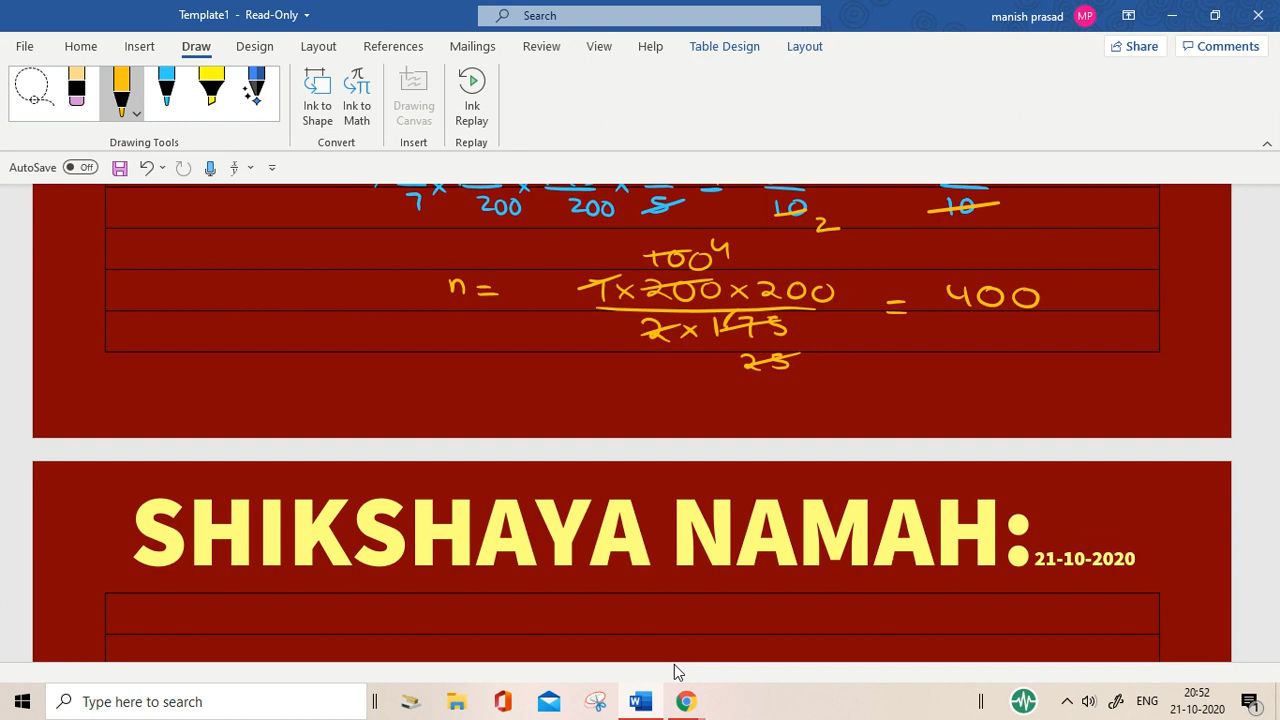 Template1 - Read-Only
Search
manish prasad MP
File Home Insert Draw Design Layout References Mailings Review View Help Table Design Layout Share Comments
Ink to Shape
Ink to Math
Drawing Canvas
Ink Replay
Drawing Tools Convert Insert Replay
AutoSave Off
7 × 200 × 200 × 5 = 10 10
2
100 4
n = 7 × 200 × 200 = 400
2 × 175
25
SHIKSHAYA NAMAH: 21-10-2020
Type here to search
ENG
20:52
21-10-2020